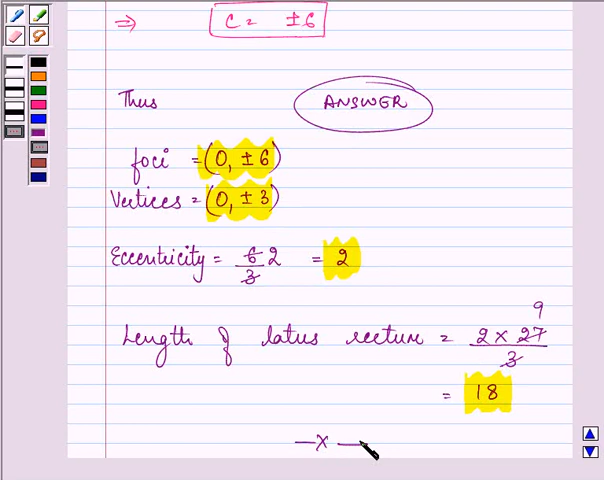 ⇒ C = ±6
Thus ANSWER
foci = (0, ±6)
Vertices = (0, ±3)
Eccentricity = 6/3 2 = 2
9
Length of latus rectum = 2 × 27/3
= 18
—x—